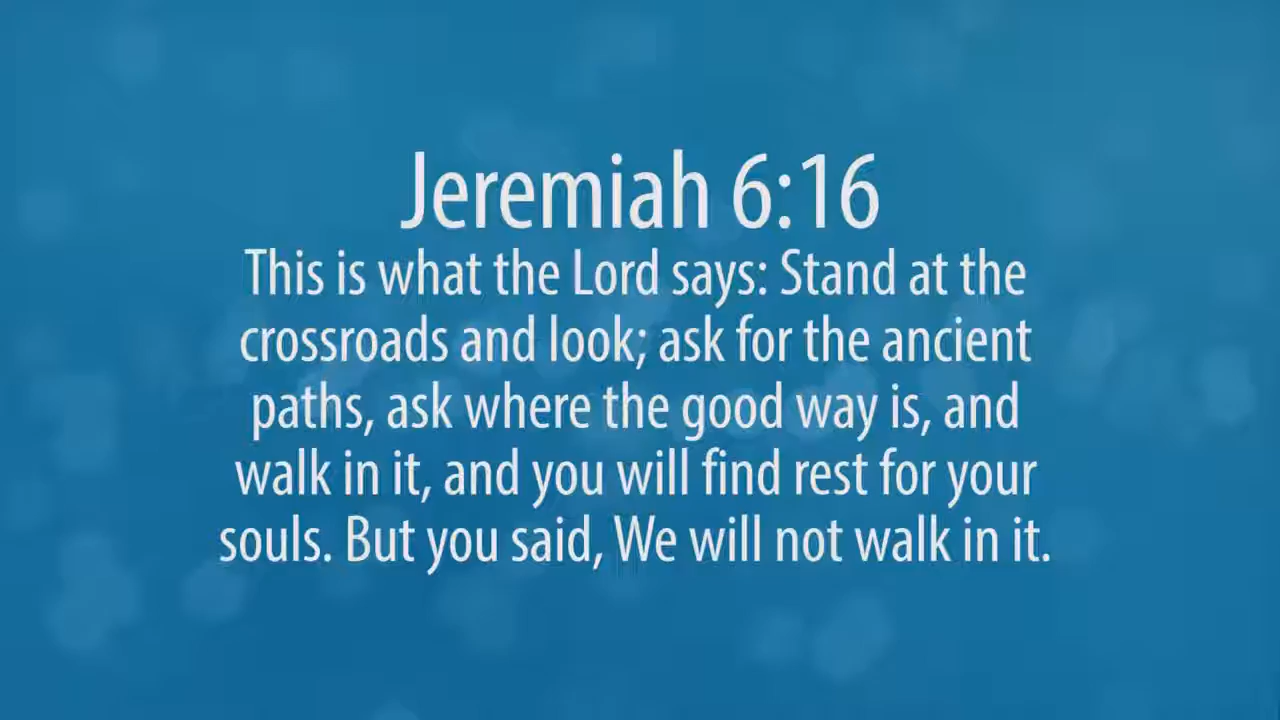 Jeremiah 6:16
This is what the Lord says: Stand at the
crossroads and look; ask for the ancient
paths, ask where the good way is, and
walk in it, and you will find rest for your
souls. But you said, We will not walk in it.